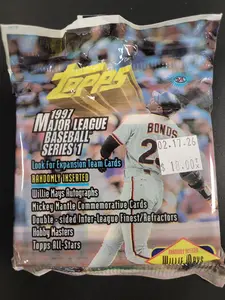 Topps
1997
MAJOR LEAGUE
BASEBALL
SERIES 1
Look For Expansion Team Cards
RANDOMLY INSERTED
Willie Mays Autographs
Mickey Mantle Commemorative Cards
Double-sided Inter-league Finest/Refractors
Hobby Masters
Topps All-Stars
BONDS
2
02-17-26
$ 10.00
WILLIE MAYS